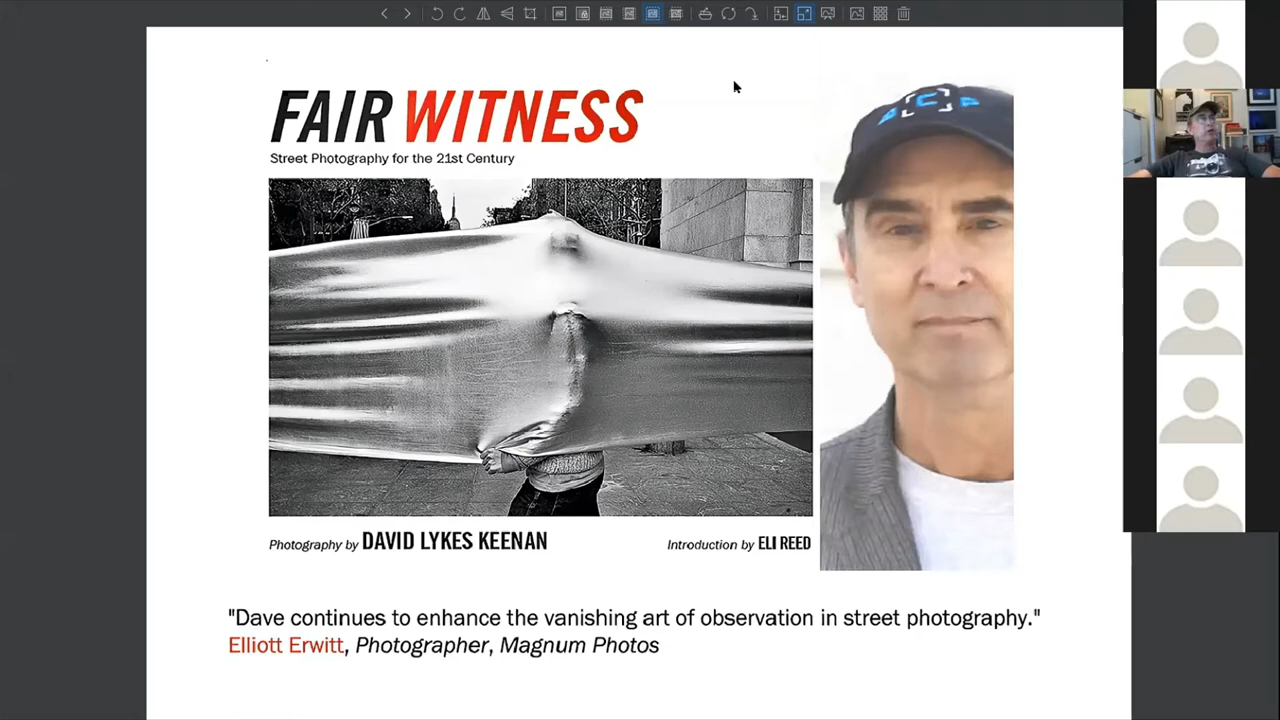 FAIR WITNESS
Street Photography for the 21st Century
Photography by DAVID LYKES KEENAN
Introduction by ELI REED
"Dave continues to enhance the vanishing art of observation in street photography."
Elliott Erwitt, Photographer, Magnum Photos